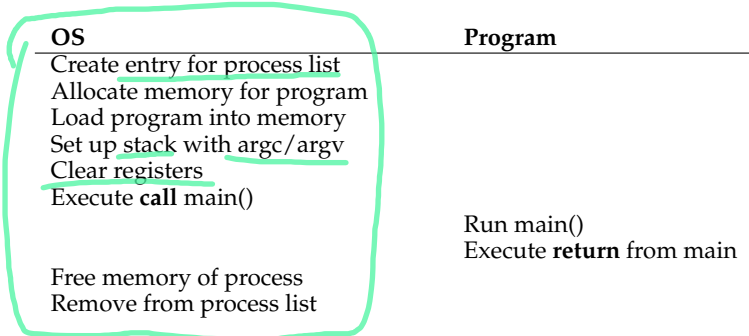 OS Program
Create entry for process list
Allocate memory for program
Load program into memory
Set up stack with argc/argv
Clear registers
Execute call main()
Run main()
Execute return from main
Free memory of process
Remove from process list